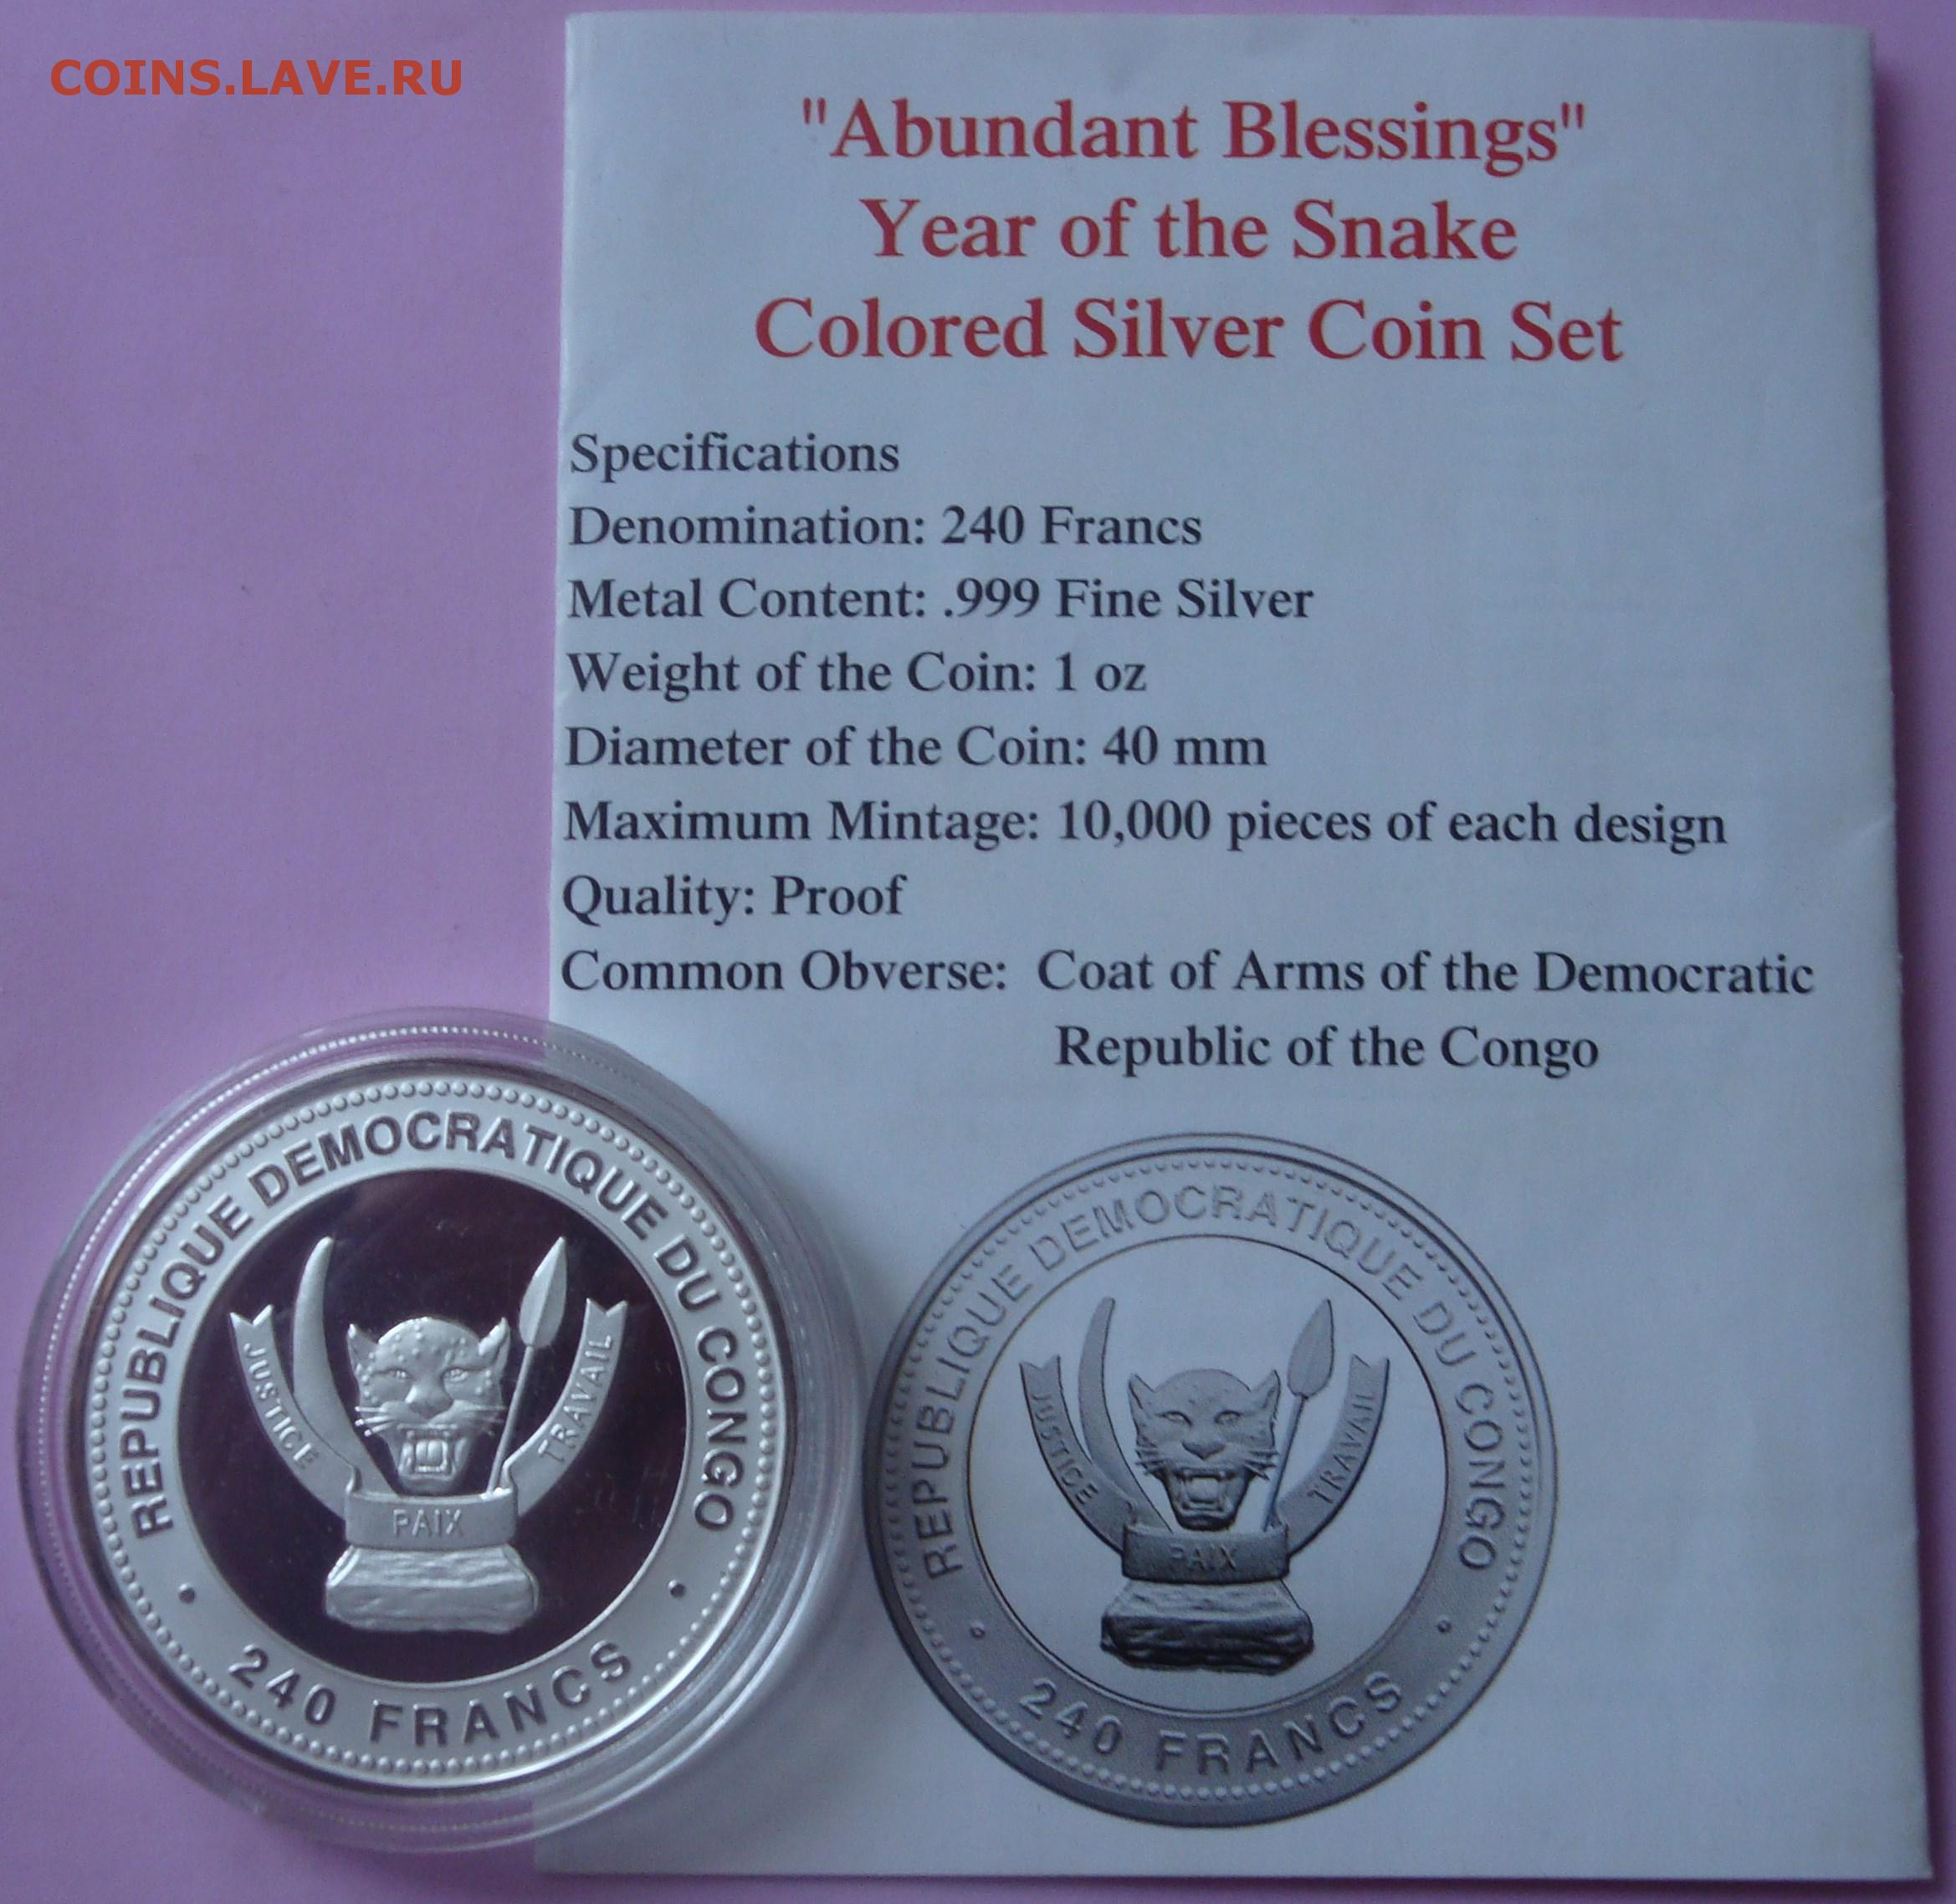 COINS.LAVE.RU
"Abundant Blessings"
Year of the Snake
Colored Silver Coin Set
Specifications
Denomination: 240 Francs
Metal Content: .999 Fine Silver
Weight of the Coin: 1 oz
Diameter of the Coin: 40 mm
Maximum Mintage: 10,000 pieces of each design
Quality: Proof
Common Obverse: Coat of Arms of the Democratic
Republic of the Congo
REPUBLIQUE DEMOCRATIQUE DU CONGO
JUSTICE
PAIX
TRAVAIL
240 FRANCS
REPUBLIQUE DEMOCRATIQUE DU CONGO
JUSTICE
PAIX
TRAVAIL
240 FRANCS